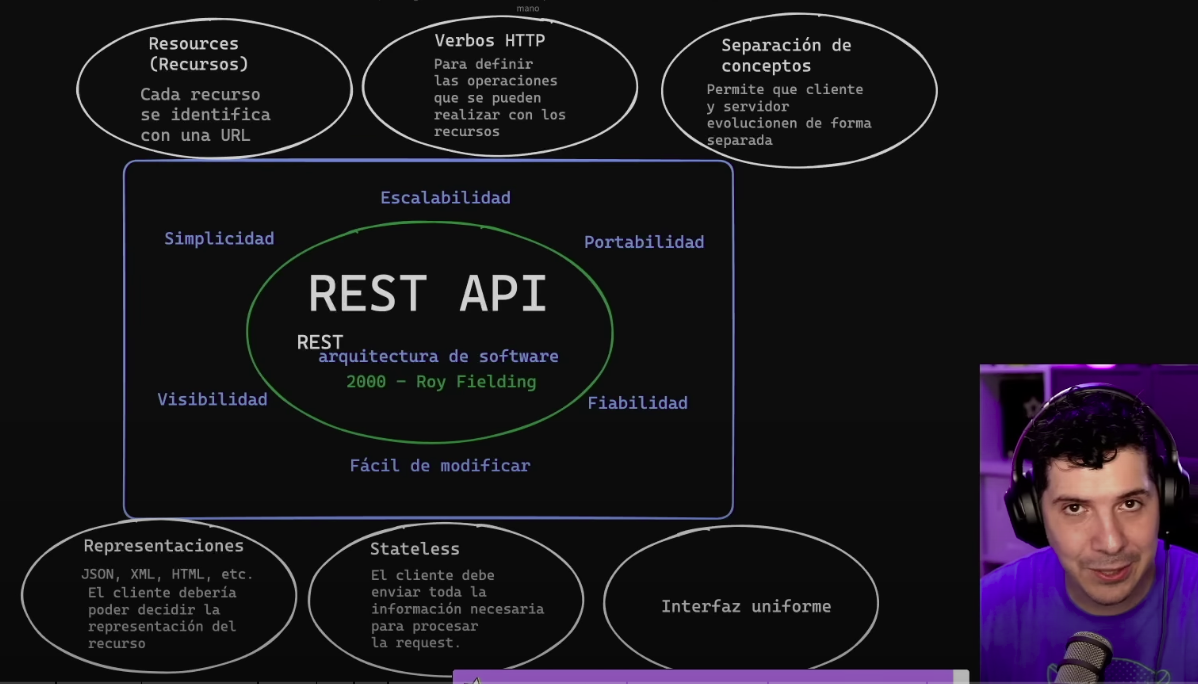 mano
Resources
(Recursos)
Cada recurso
se identifica
con una URL
Verbos HTTP
Para definir
las operaciones
que se pueden
realizar con los
recursos
Separación de
conceptos
Permite que cliente
y servidor
evolucionen de forma
separada
Escalabilidad
Simplicidad
Portabilidad
REST API
REST
arquitectura de software
2000 - Roy Fielding
Visibilidad
Fiabilidad
Fácil de modificar
Representaciones
JSON, XML, HTML, etc.
El cliente debería
poder decidir la
representación del
recurso
Stateless
El cliente debe
enviar toda la
información necesaria
para procesar
la request.
Interfaz uniforme